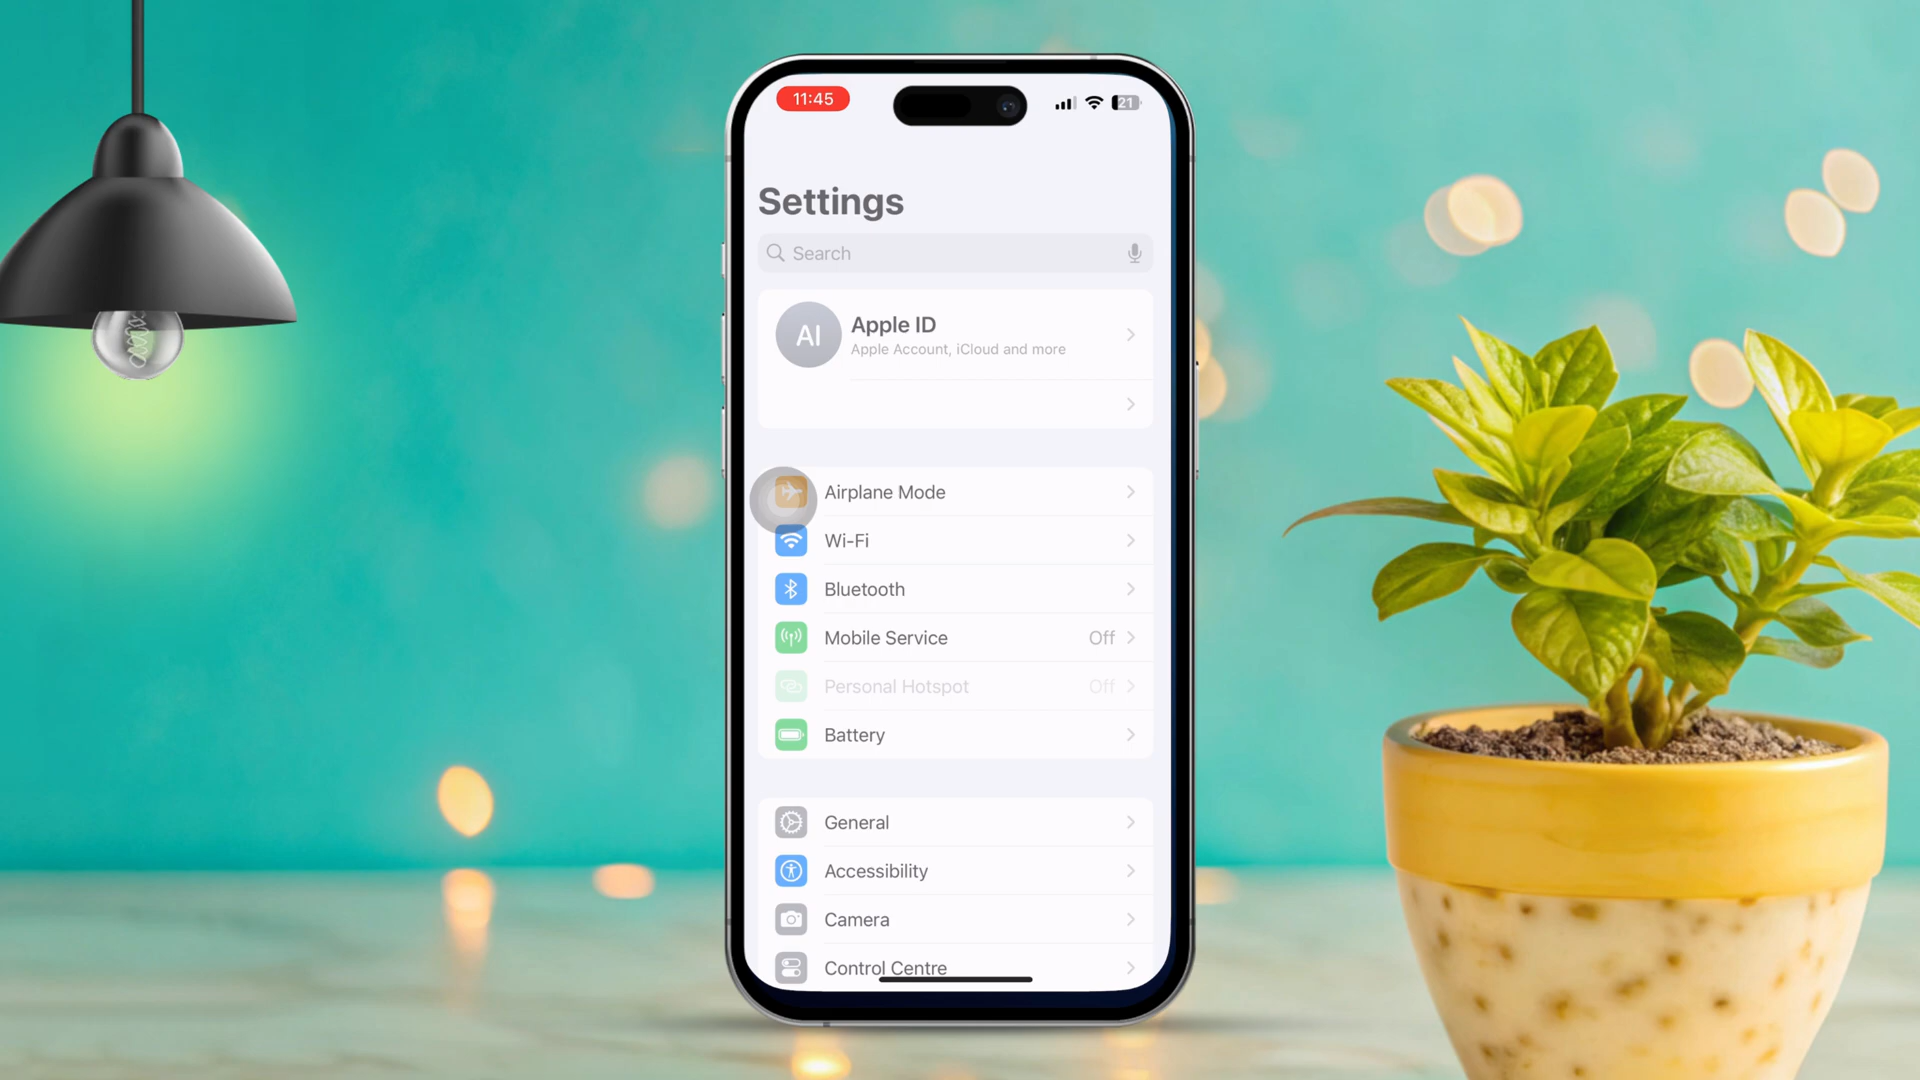 11:45
21
Settings
Search
AI
Apple ID
Apple Account, iCloud and more
Airplane Mode
Wi-Fi
Bluetooth
Mobile Service Off
Personal Hotspot Off
Battery
General
Accessibility
Camera
Control Centre